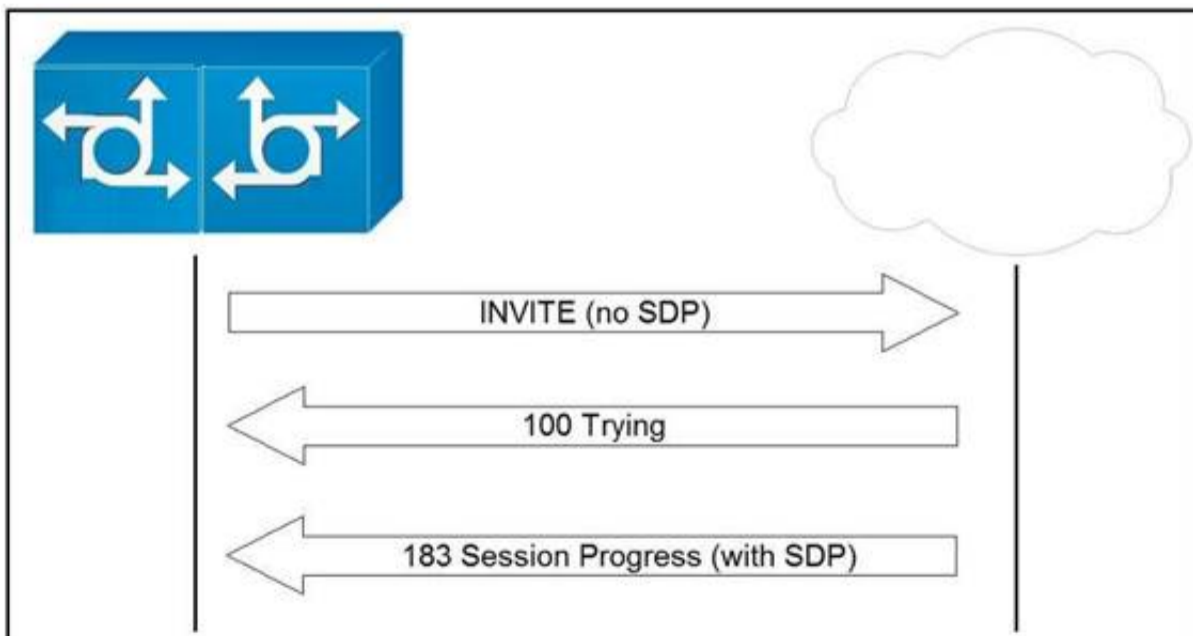 INVITE (no SDP)
100 Trying
183 Session Progress (with SDP)